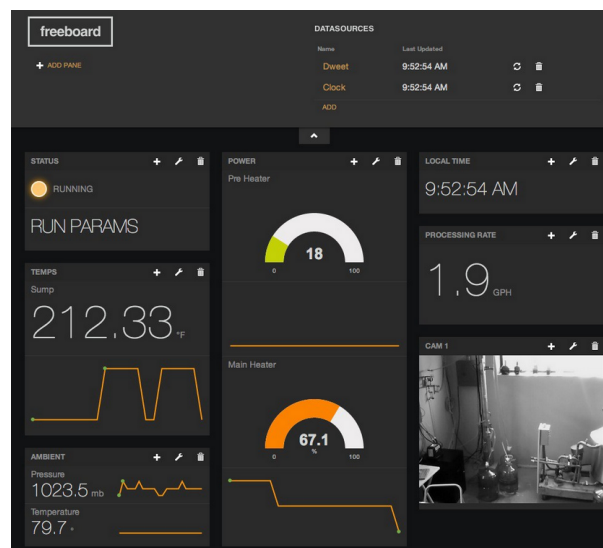 freeboard
ADD PANE
DATASOURCES
Name Last Updated
Dweet 9:52:54 AM
Clock 9:52:54 AM
ADD
STATUS
RUNNING
RUN PARAMS
TEMPS
Sump
212.33 °F
AMBIENT
Pressure
1023.5 mb
Temperature
79.7 °
POWER
Pre Heater
18
0 100
Main Heater
67.1
%
0 100
LOCAL TIME
9:52:54 AM
PROCESSING RATE
1.9 GPH
CAM 1